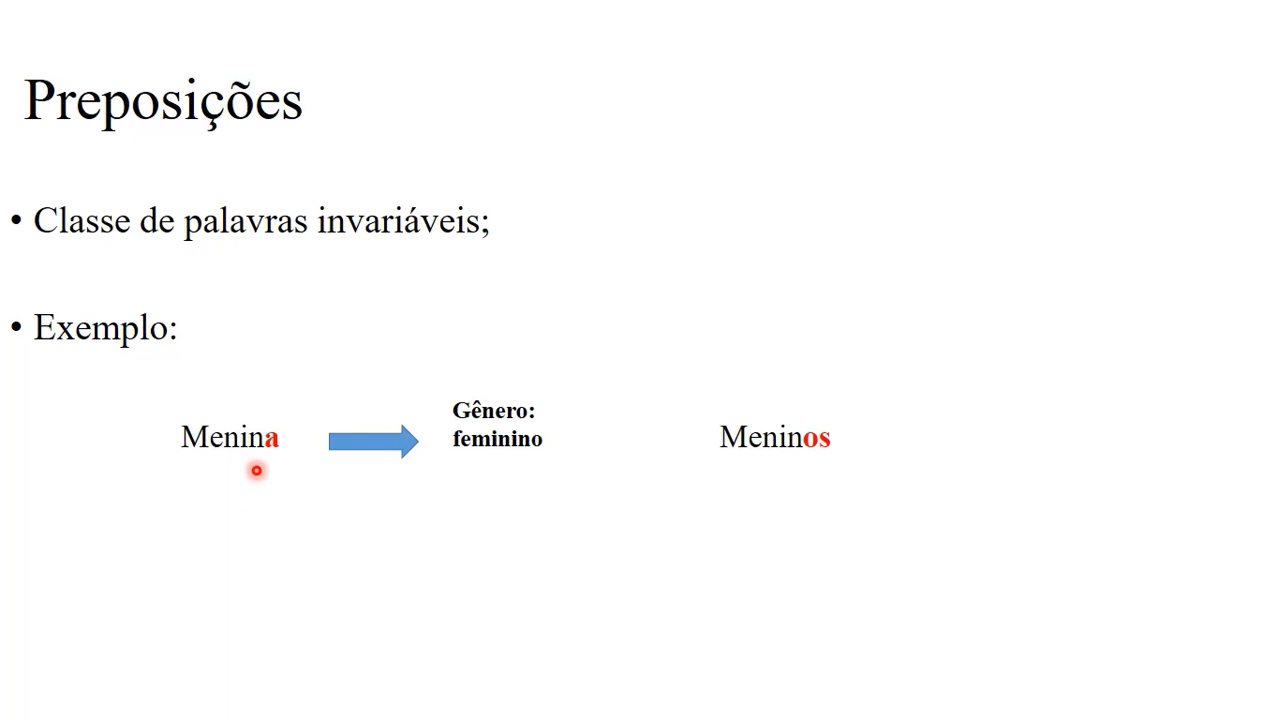 Preposições
• Classe de palavras invariáveis;
• Exemplo:
Menina
Gênero:
feminino
Meninos